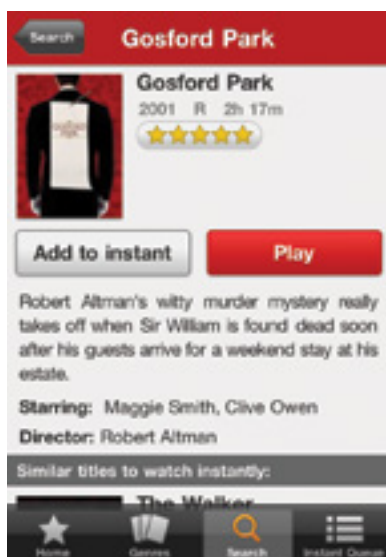 Search
Gosford Park
Gosford Park
2001 R 2h 17m
Add to instant
Play
Robert Altman's witty murder mystery really
takes off when Sir William is found dead soon
after his guests arrive for a weekend stay at his
estate.
Starring: Maggie Smith, Clive Owen
Director: Robert Altman
Similar titles to watch instantly:
The Walker
Home
Genres
Search
Instant Queue